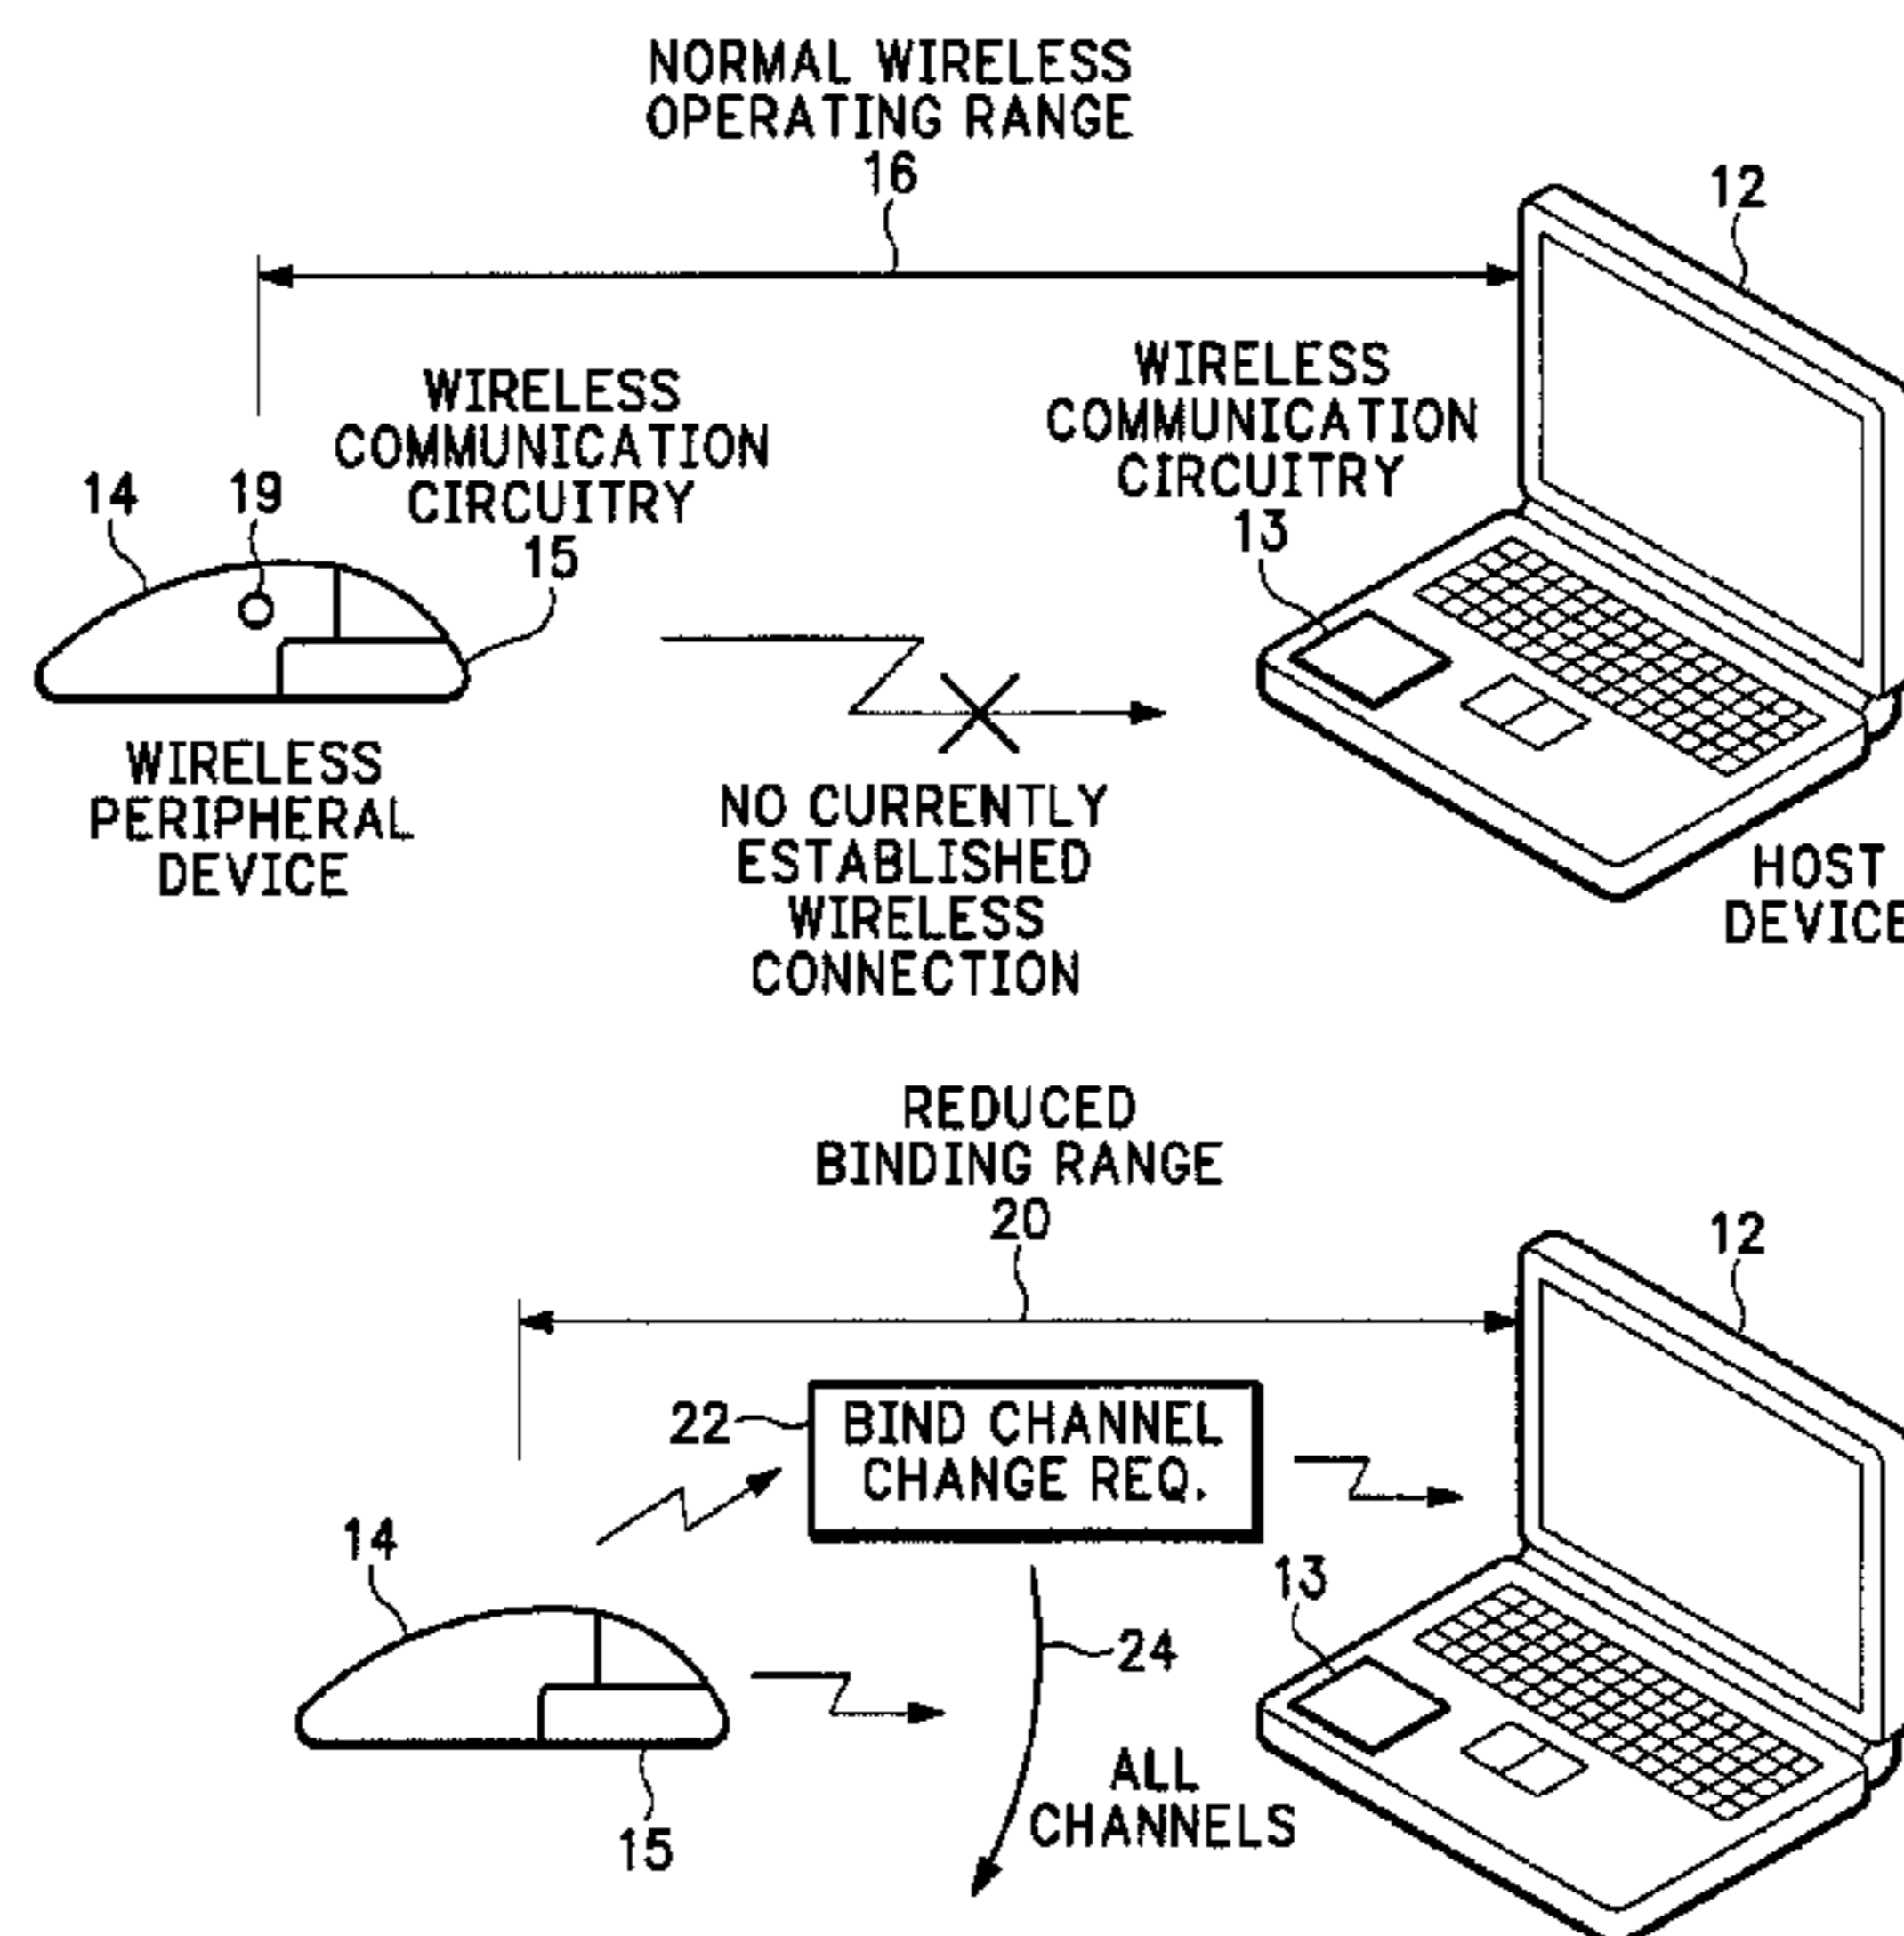 NORMAL WIRELESS
OPERATING RANGE
16
12
WIRELESS
COMMUNICATION
CIRCUITRY
13
WIRELESS
COMMUNICATION
CIRCUITRY
15
14
19
WIRELESS
PERIPHERAL
DEVICE
NO CURRENTLY
ESTABLISHED
WIRELESS
CONNECTION
HOST
DEVICE
REDUCED
BINDING RANGE
20
12
22
BIND CHANNEL
CHANGE REQ.
14
13
24
15
ALL
CHANNELS